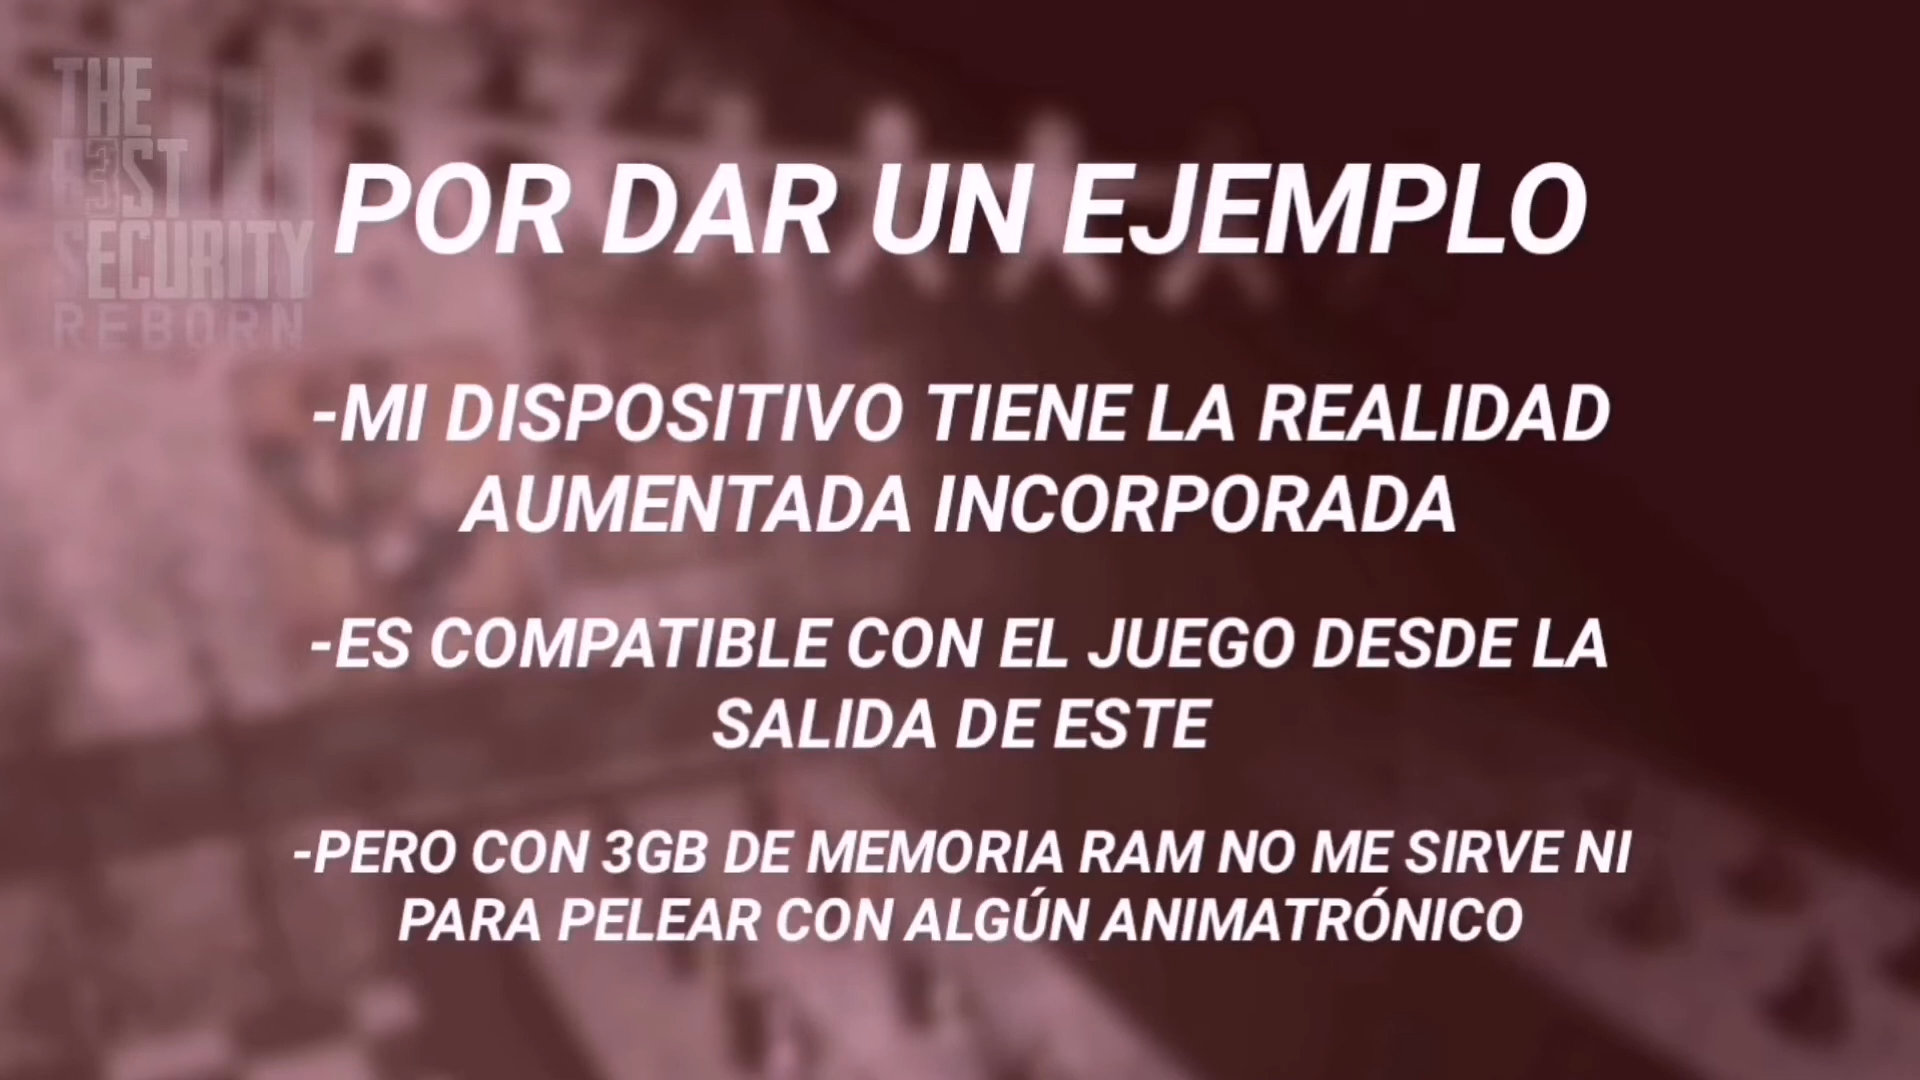 THE
B3ST
SECURITY
REBORN
POR DAR UN EJEMPLO
-MI DISPOSITIVO TIENE LA REALIDAD
AUMENTADA INCORPORADA
-ES COMPATIBLE CON EL JUEGO DESDE LA
SALIDA DE ESTE
-PERO CON 3GB DE MEMORIA RAM NO ME SIRVE NI
PARA PELEAR CON ALGÚN ANIMATRÓNICO